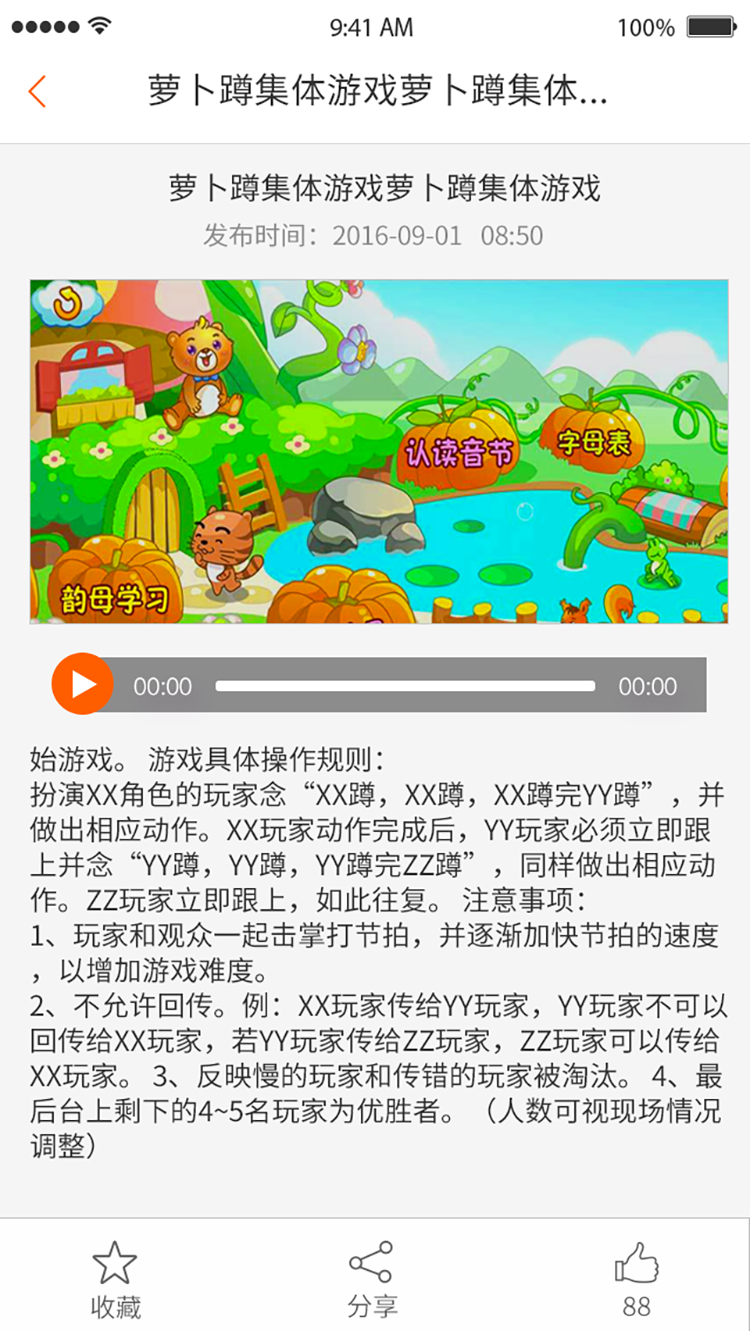 9:41 AM
100%
萝卜蹲集体游戏萝卜蹲集体...
萝卜蹲集体游戏萝卜蹲集体游戏
发布时间：2016-09-01 08:50
认读音节
字母表
韵母学习
00:00
00:00
始游戏。 游戏具体操作规则：
扮演XX角色的玩家念“XX蹲，XX蹲，XX蹲完YY蹲”，并
做出相应动作。XX玩家动作完成后，YY玩家必须立即跟
上并念“YY蹲，YY蹲，YY蹲完ZZ蹲”，同样做出相应动
作。ZZ玩家立即跟上，如此往复。 注意事项：
1、玩家和观众一起击掌打节拍，并逐渐加快节拍的速度
，以增加游戏难度。
2、不允许回传。例：XX玩家传给YY玩家，YY玩家不可以
回传给XX玩家，若YY玩家传给ZZ玩家，ZZ玩家可以传给
XX玩家。 3、反映慢的玩家和传错的玩家被淘汰。 4、最
后台上剩下的4~5名玩家为优胜者。（人数可视现场情况
调整）
收藏
分享
88